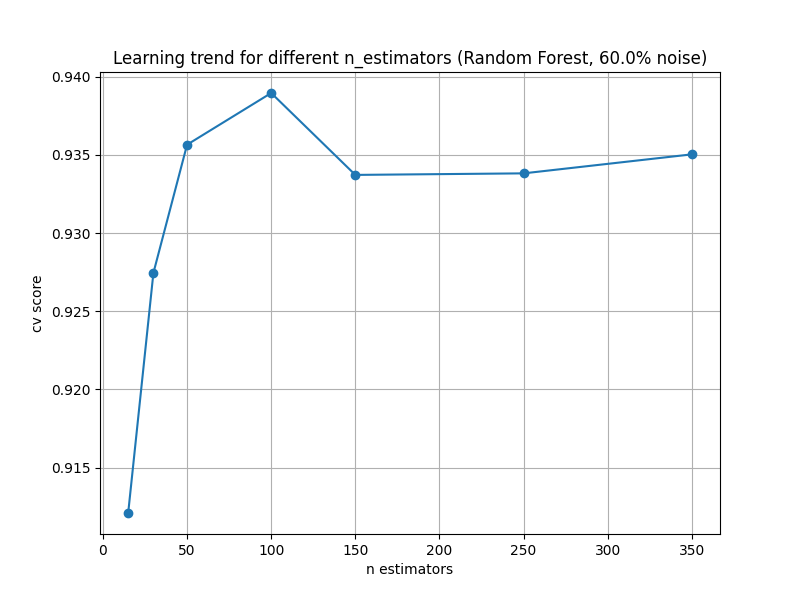 Learning trend for different n_estimators (Random Forest, 60.0% noise)
0.940
0.935
0.930
0.925
0.920
0.915
cv score
0 50 100 150 200 250 300 350
n estimators